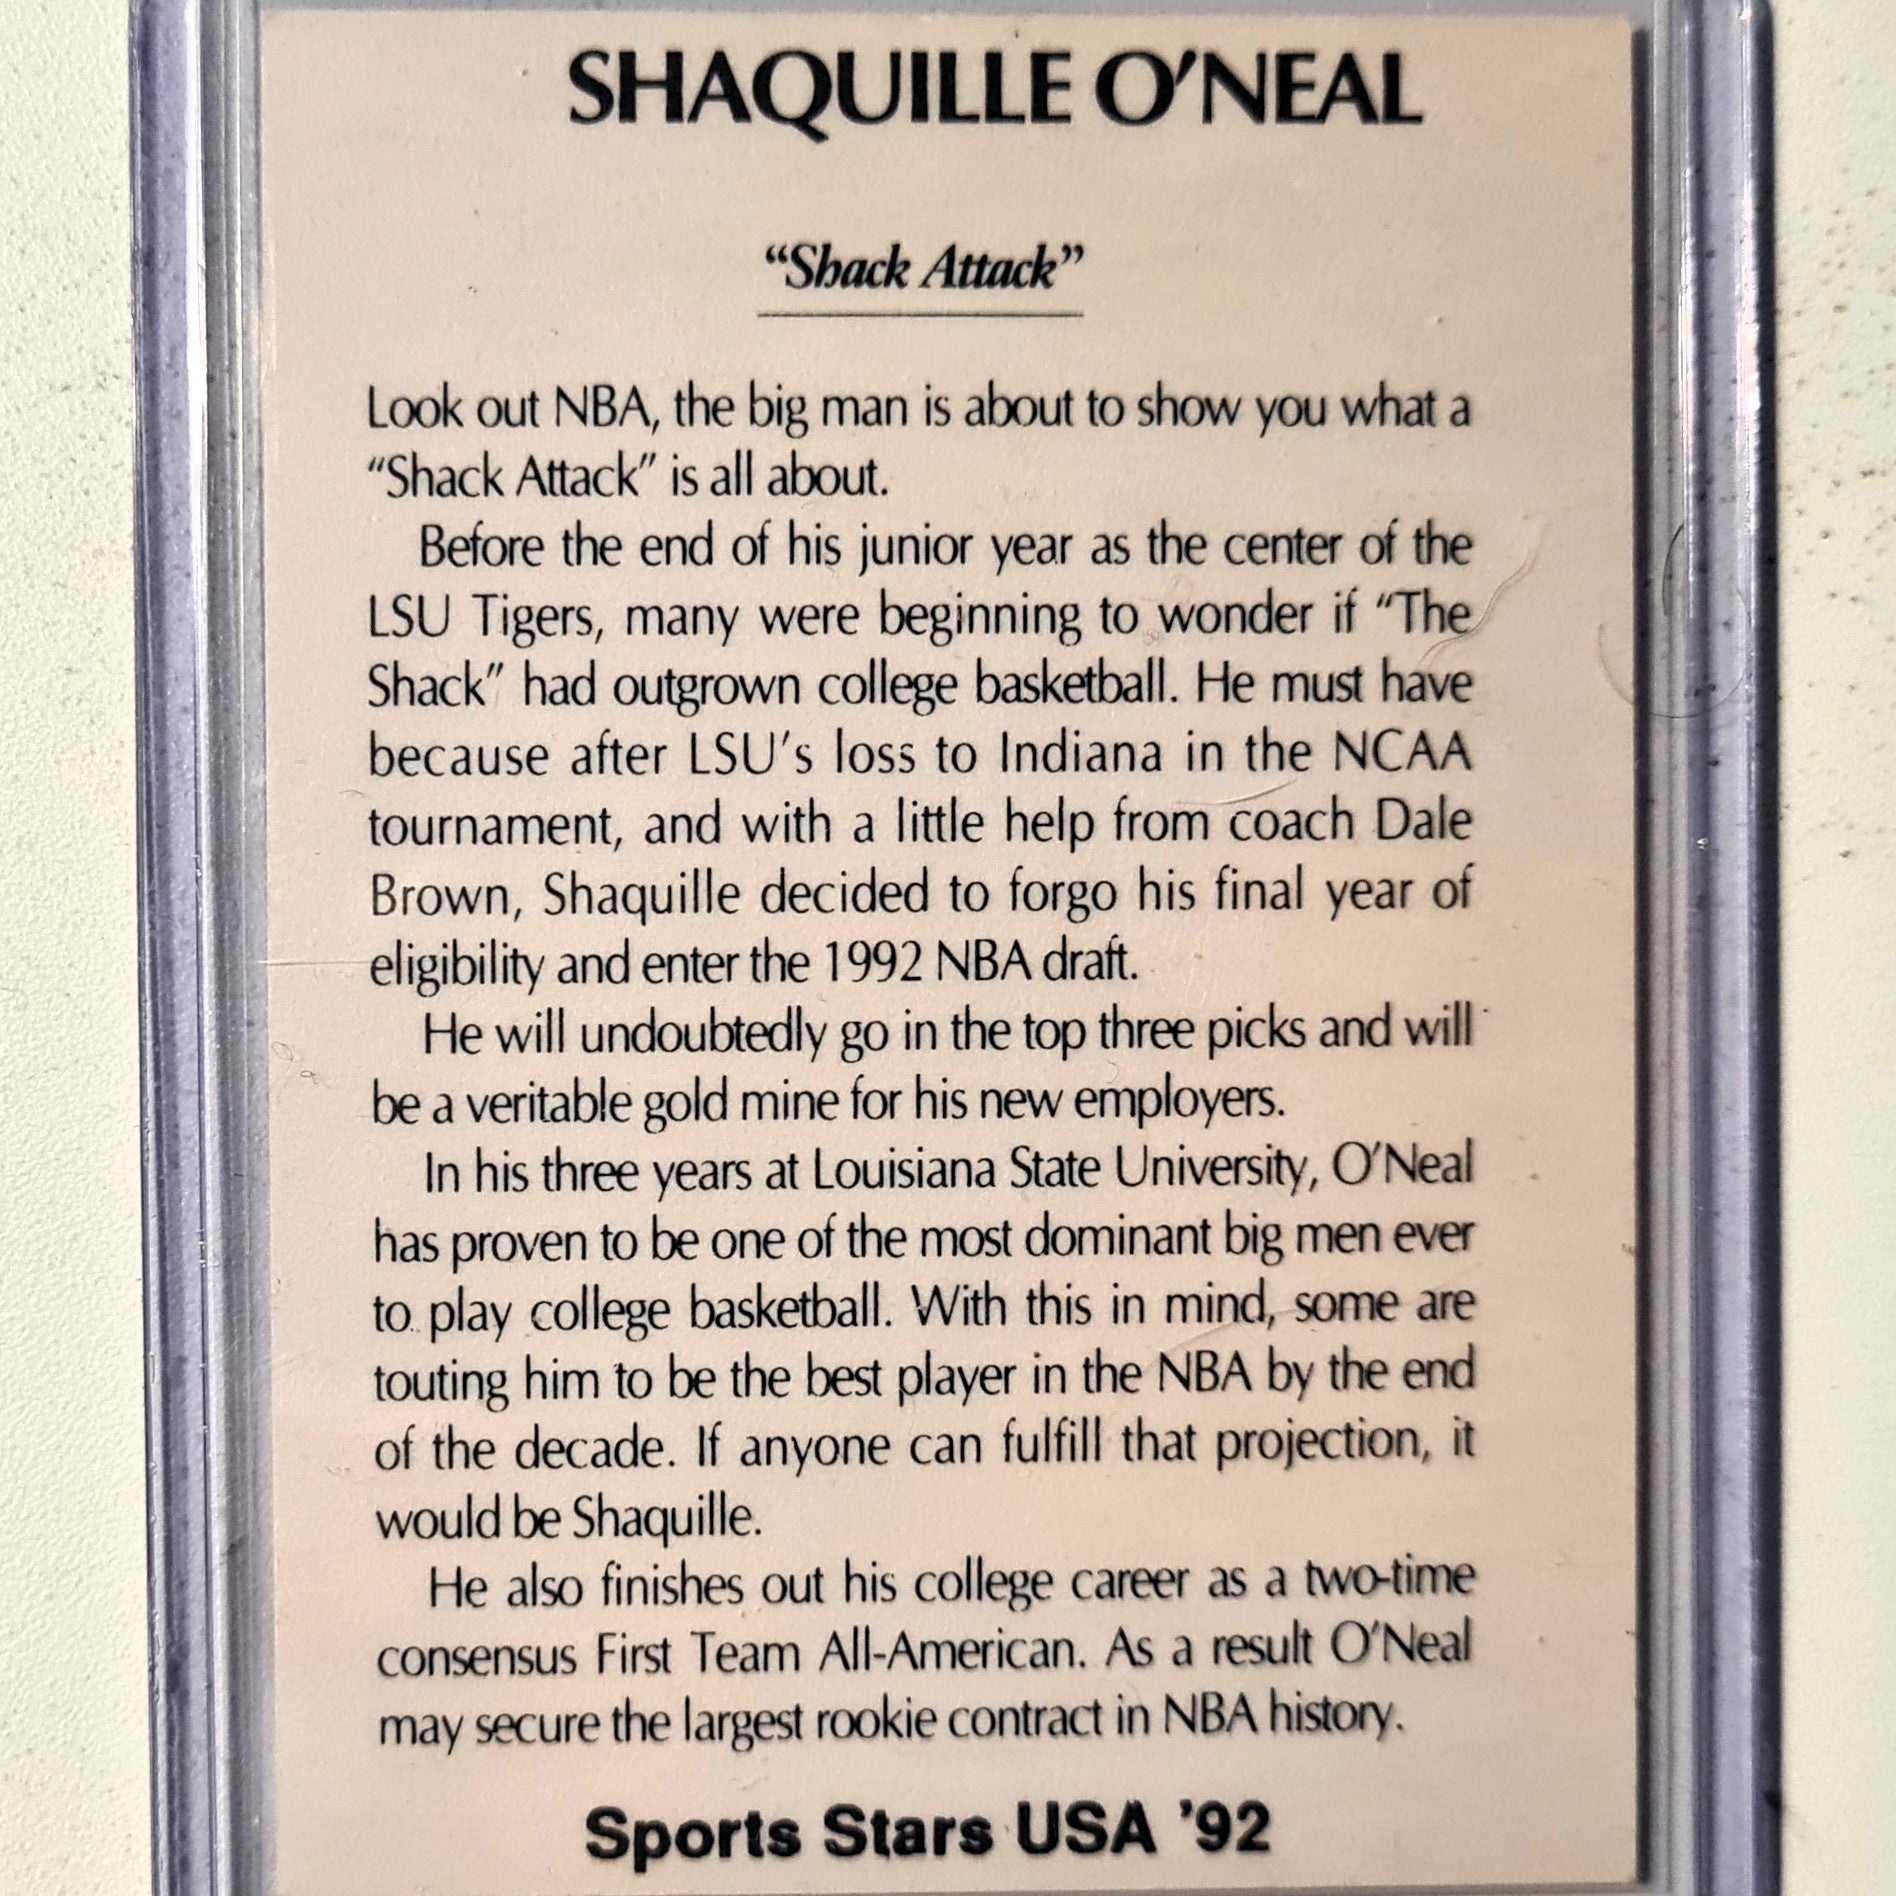 SHAQUILLE O'NEAL
“Shack Attack”
Look out NBA, the big man is about to show you what a
“Shack Attack” is all about.
Before the end of his junior year as the center of the
LSU Tigers, many were beginning to wonder if “The
Shack” had outgrown college basketball. He must have
because after LSU's loss to Indiana in the NCAA
tournament, and with a little help from coach Dale
Brown, Shaquille decided to forgo his final year of
eligibility and enter the 1992 NBA draft.
He will undoubtedly go in the top three picks and will
be a veritable gold mine for his new employers.
In his three years at Louisiana State University, O'Neal
has proven to be one of the most dominant big men ever
to play college basketball. With this in mind, some are
touting him to be the best player in the NBA by the end
of the decade. If anyone can fulfill that projection, it
would be Shaquille.
He also finishes out his college career as a two-time
consensus First Team All-American. As a result O'Neal
may secure the largest rookie contract in NBA history.
Sports Stars USA '92